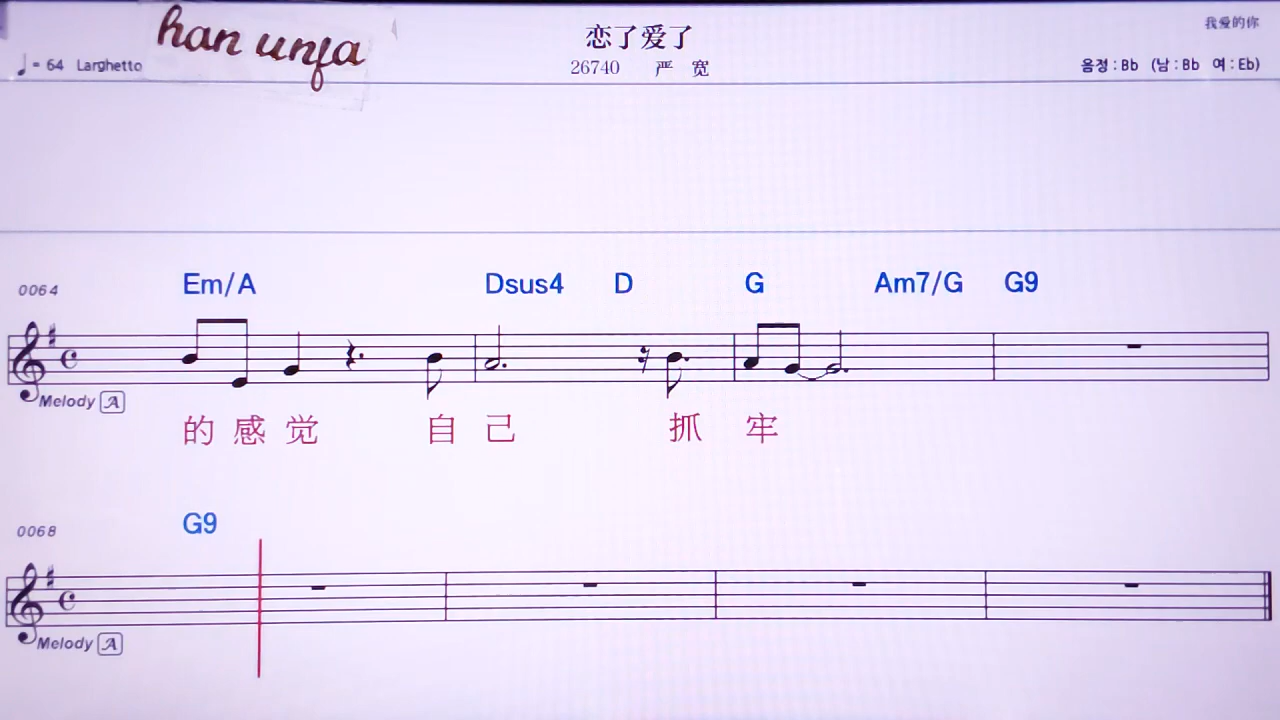 han unfa
恋了爱了
我爱的你
♩= 64 Larghetto
26740 严 宽
음정 : Bb (남 : Bb 여 : Eb)
0064 Em/A Dsus4 D G Am7/G G9
Melody A
的 感 觉 自 己 抓 牢
0068 G9
Melody A